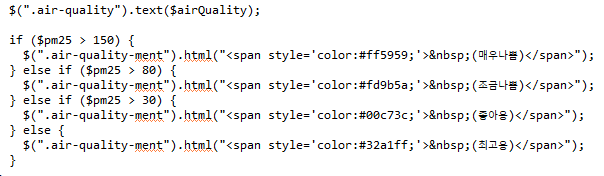 $(".air-quality").text($airQuality);
if ($pm25 > 150) {
$(".air-quality-ment").html("<span style='color:#ff5959;'>&nbsp;(매우나쁨)</span>");
} else if ($pm25 > 80) {
$(".air-quality-ment").html("<span style='color:#fd9b5a;'>&nbsp;(조금나쁨)</span>");
} else if ($pm25 > 30) {
$(".air-quality-ment").html("<span style='color:#00c73c;'>&nbsp;(좋아용)</span>");
} else {
$(".air-quality-ment").html("<span style='color:#32a1ff;'>&nbsp;(최고용)</span>");
}